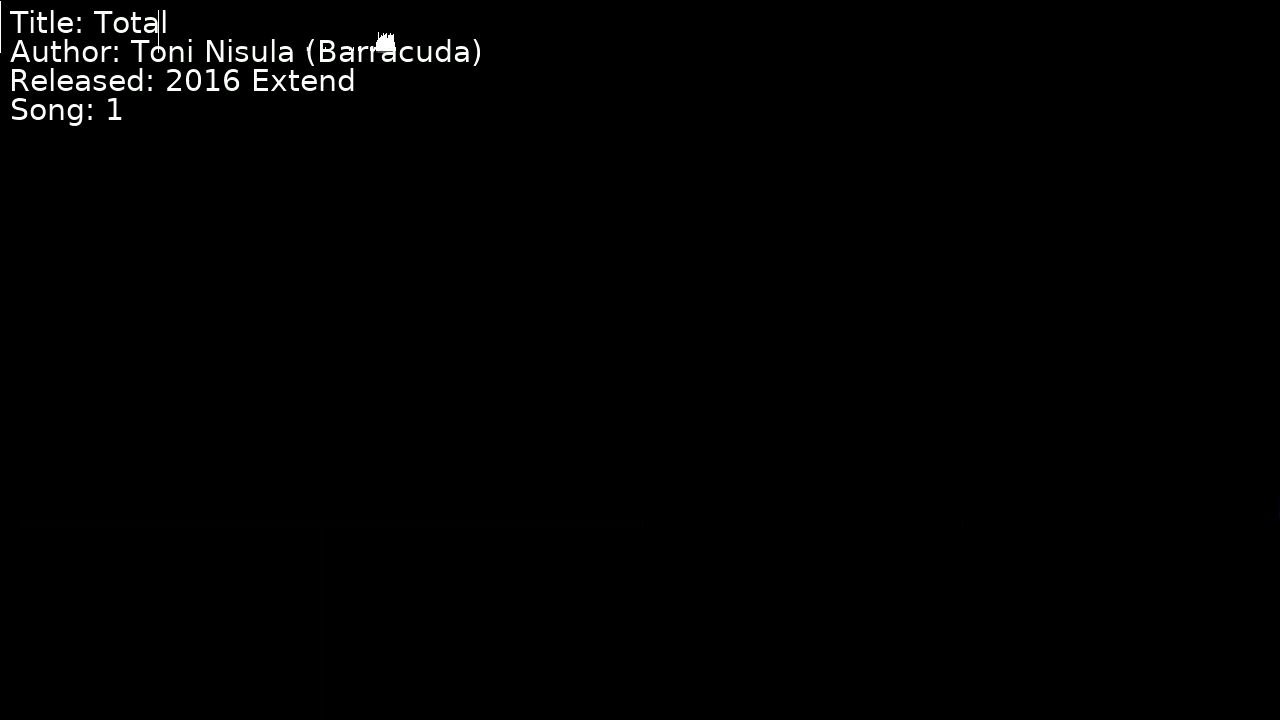 Title: Total
Author: Toni Nisula (Barracuda)
Released: 2016 Extend
Song: 1